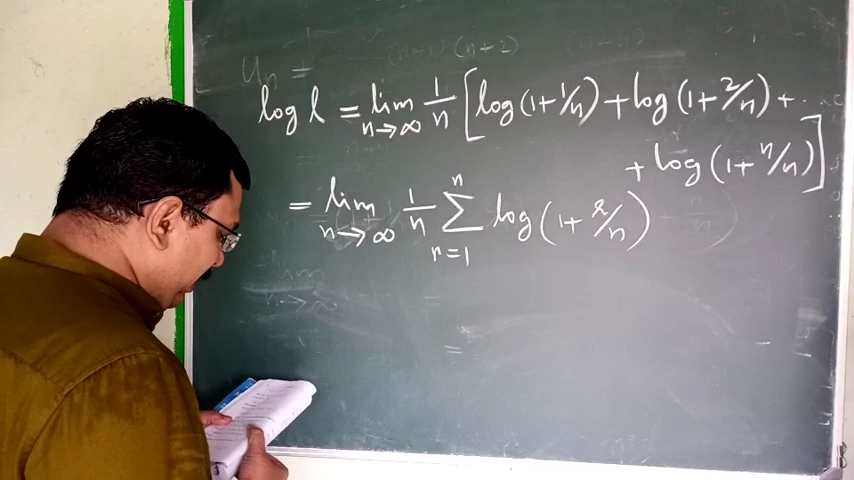 log l = lim n→∞ 1/n [log (1+1/n) + log (1+2/n) + ..
+ log (1+n/n)]
= lim n→∞ 1/n ∑ n r=1 log (1+r/n)